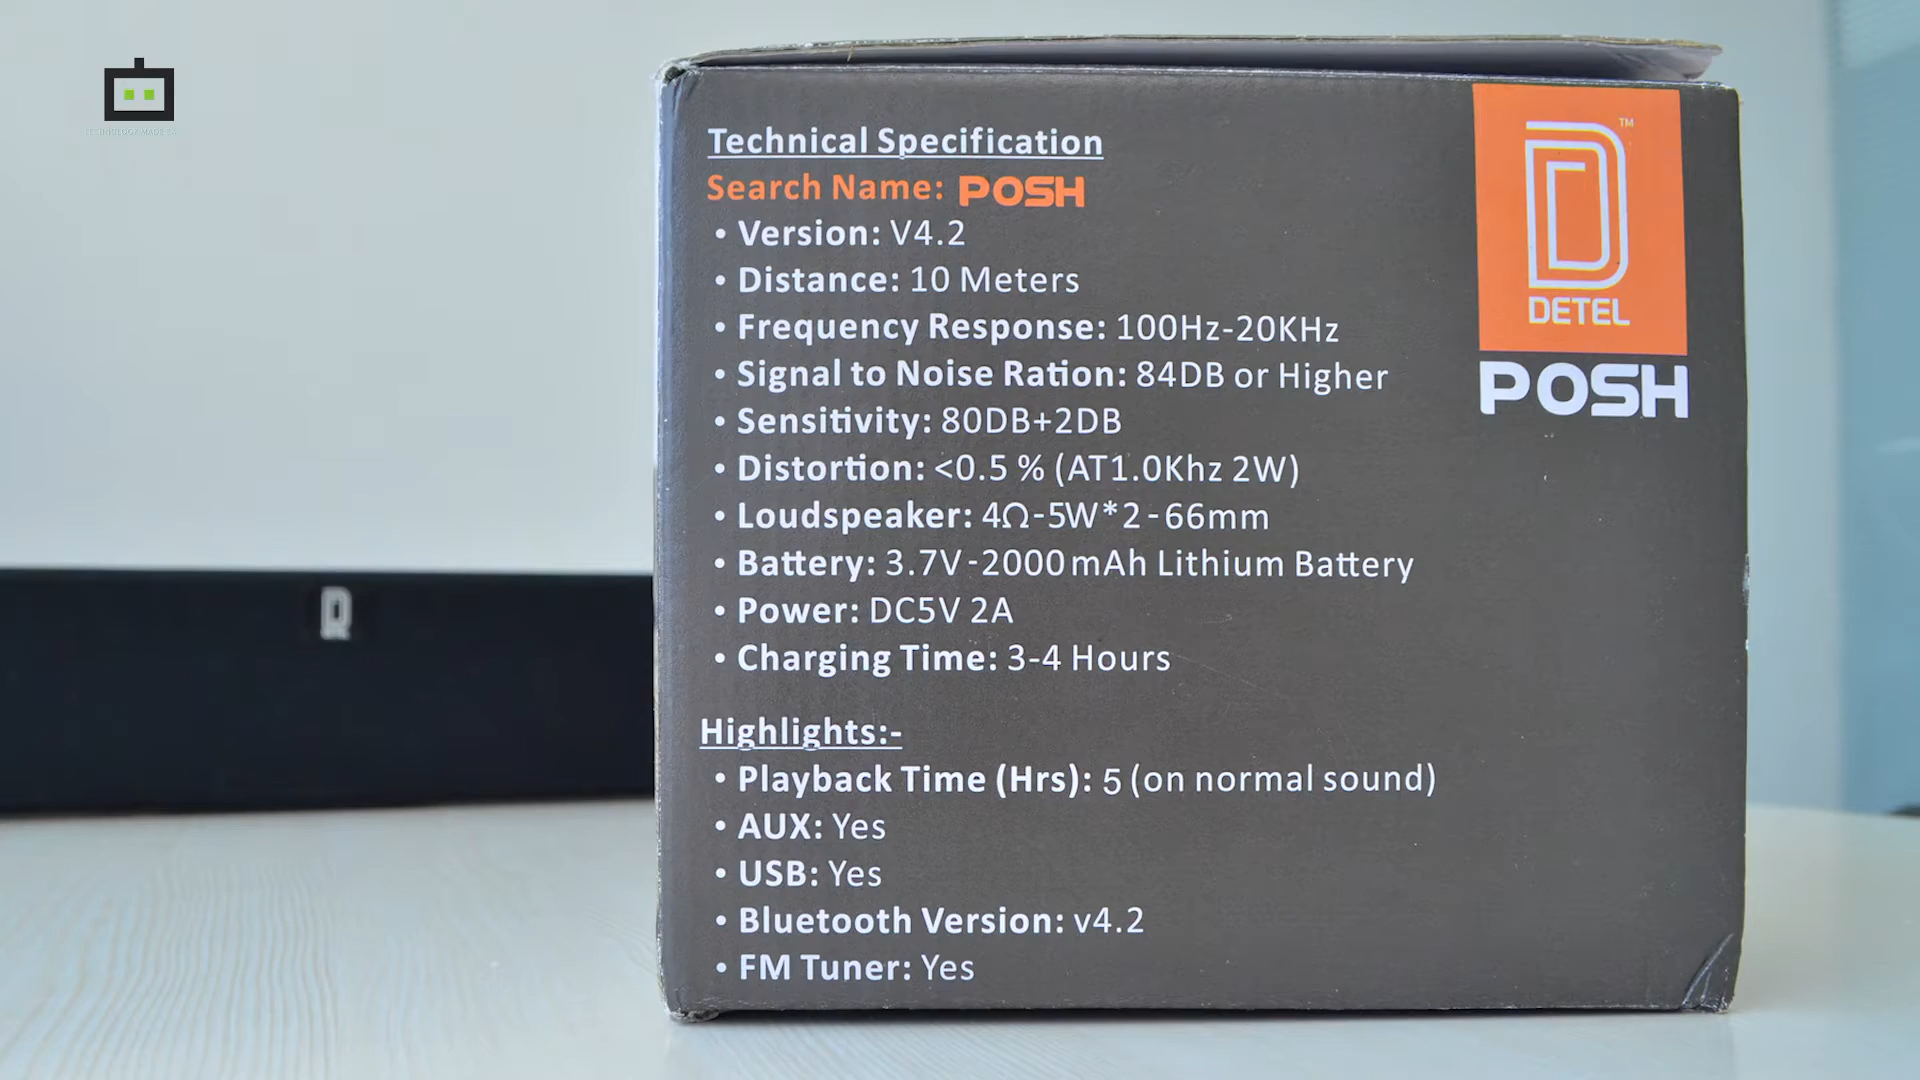 Technical Specification
Search Name: POSH
• Version: V4.2
• Distance: 10 Meters
• Frequency Response: 100Hz-20KHz
• Signal to Noise Ration: 84DB or Higher
• Sensitivity: 80DB+2DB
• Distortion: <0.5 % (AT1.0Khz 2W)
• Loudspeaker: 4Ω-5W*2-66mm
• Battery: 3.7V-2000mAh Lithium Battery
• Power: DC5V 2A
• Charging Time: 3-4 Hours
Highlights:-
• Playback Time (Hrs): 5 (on normal sound)
• AUX: Yes
• USB: Yes
• Bluetooth Version: v4.2
• FM Tuner: Yes
TM
DETEL
POSH